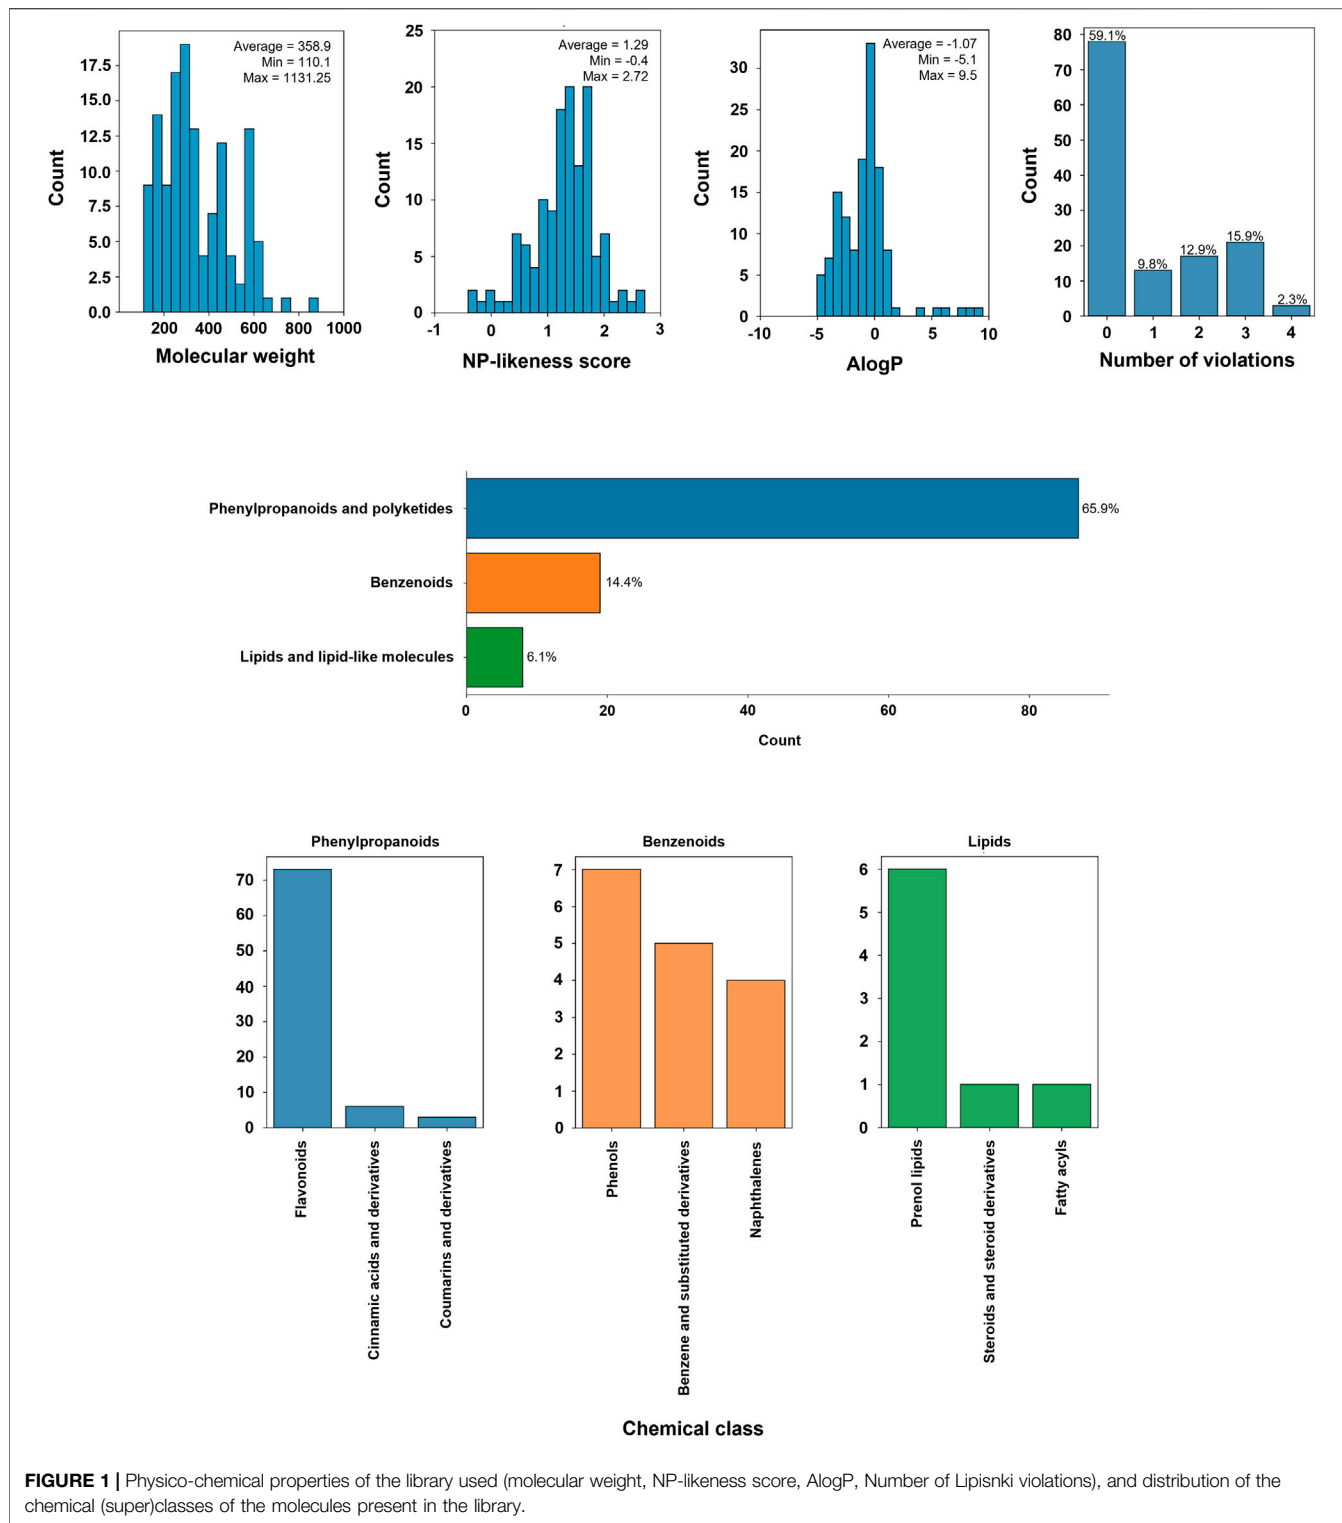 Average = 358.9
Min = 110.1
Max = 1131.25
17.5
15.0
12.5
10.0
7.5
5.0
2.5
0.0
Count
200 400 600 800 1000
Molecular weight
Average = 1.29
Min = -0.4
Max = 2.72
25
20
15
10
5
0
Count
-1 0 1 2 3
NP-likeness score
Average = -1.07
Min = -5.1
Max = 9.5
30
25
20
15
10
5
0
Count
-10 -5 0 5 10
AlogP
80
70
60
50
40
30
20
10
0
Count
59.1%
9.8%
12.9%
15.9%
2.3%
0 1 2 3 4
Number of violations
Phenylpropanoids and polyketides
65.9%
Benzenoids
14.4%
Lipids and lipid-like molecules
6.1%
0 20 40 60 80
Count
Phenylpropanoids
70
60
50
40
30
20
10
0
Flavonoids
Cinnamic acids and derivatives
Coumarins and derivatives
Benzenoids
7
6
5
4
3
2
1
0
Phenols
Benzene and substituted derivatives
Naphthalenes
Lipids
6
5
4
3
2
1
0
Prenol lipids
Steroids and steroid derivatives
Fatty acyls
Chemical class
FIGURE 1 | Physico-chemical properties of the library used (molecular weight, NP-likeness score, AlogP, Number of Lipisnki violations), and distribution of the
chemical (super)classes of the molecules present in the library.